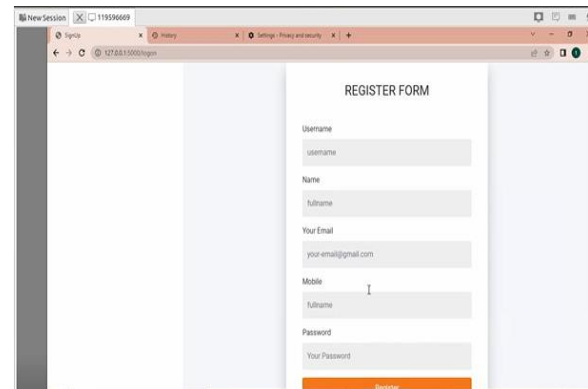 New Session
119596669
SignUp
History
Settings - Privacy and security
127.0.0.1:5000/logon
REGISTER FORM
Username
username
Name
fullname
Your Email
your-email@gmail.com
Mobile
fullname
Password
Your Password
Register